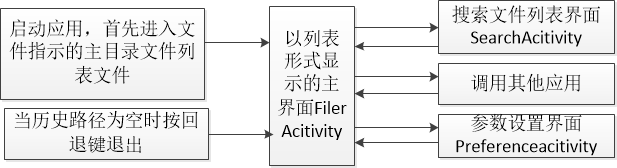 启动应用，首先进入文
件指示的主目录文件列
表文件
当历史路径为空时按回
退键退出
以列表
形式显
示的主
界面Filer
Acitivity
搜索文件列表界面
SearchAcitivity
调用其他应用
参数设置界面
Preferenceacitivity